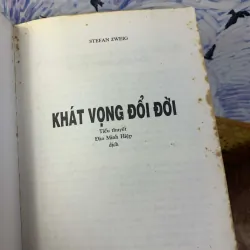 STEFAN ZWEIG
KHÁT VỌNG ĐỔI ĐỜI
Tiểu thuyết
Đào Minh Hiệp
dịch